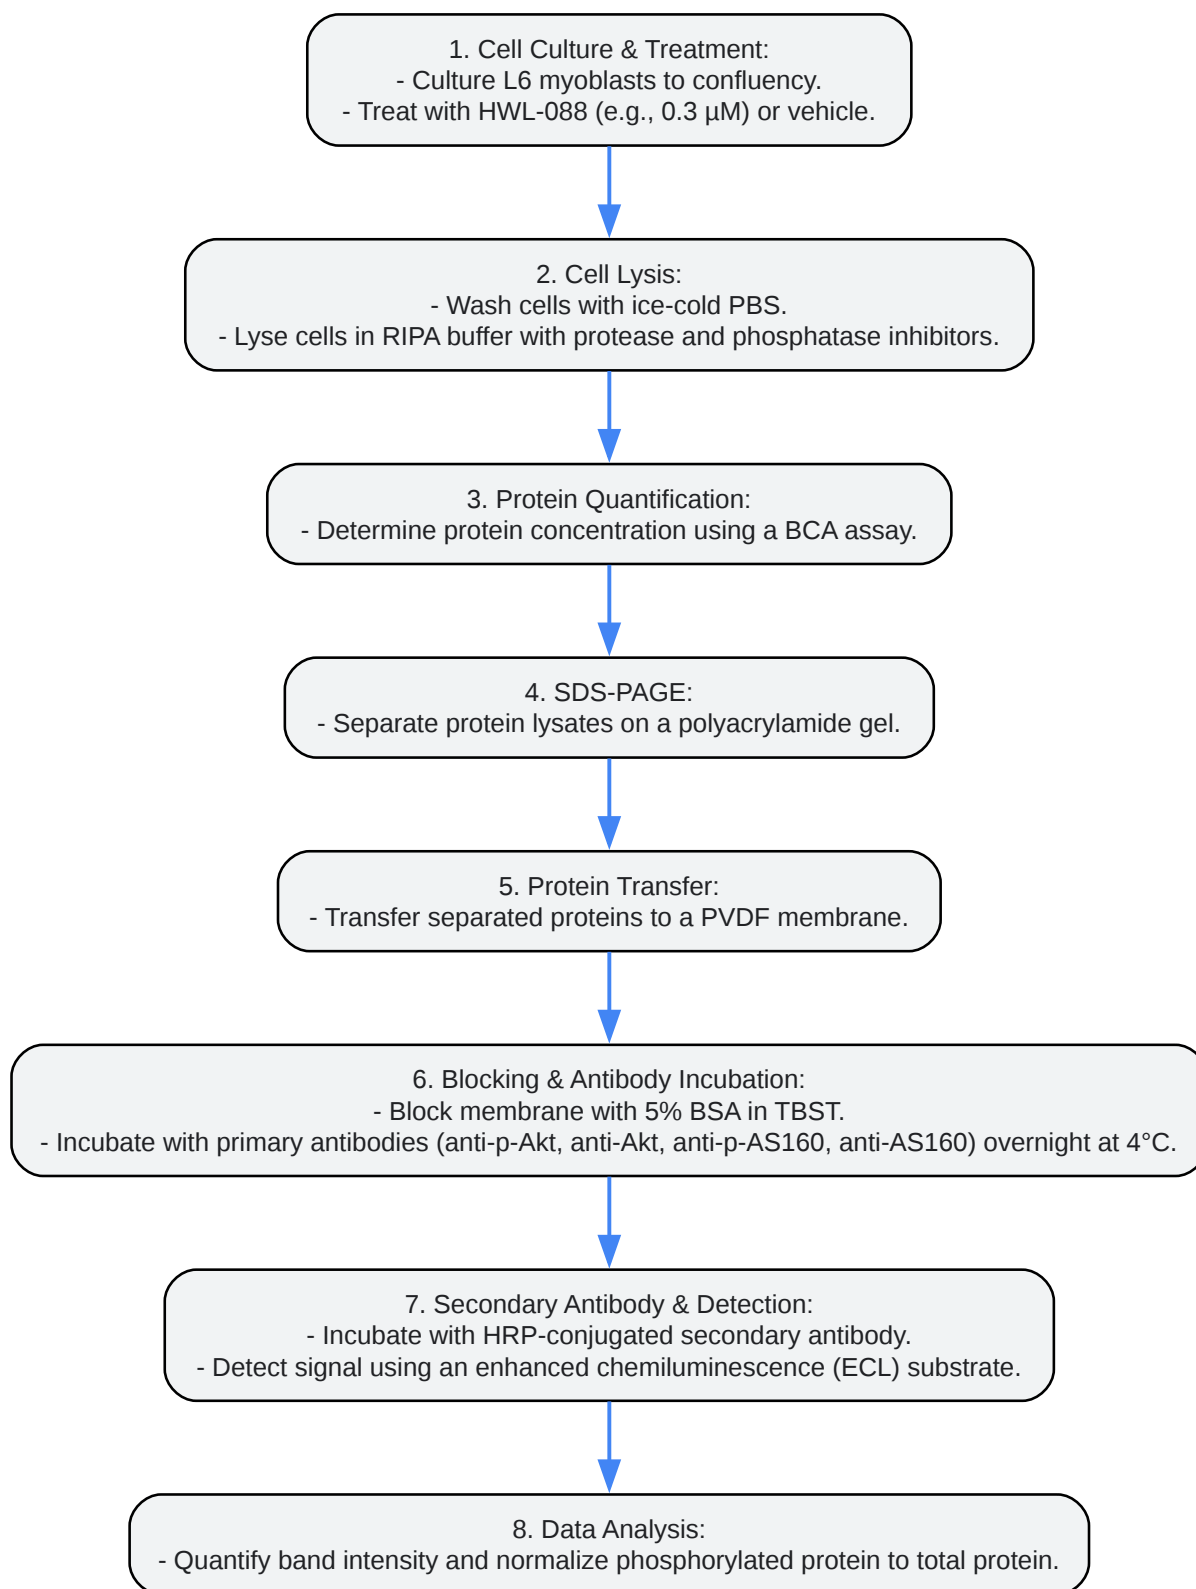 1. Cell Culture & Treatment:
- Culture L6 myoblasts to confluency.
- Treat with HWL-088 (e.g., 0.3 µM) or vehicle.
2. Cell Lysis:
- Wash cells with ice-cold PBS.
- Lyse cells in RIPA buffer with protease and phosphatase inhibitors.
3. Protein Quantification:
- Determine protein concentration using a BCA assay.
4. SDS-PAGE:
- Separate protein lysates on a polyacrylamide gel.
5. Protein Transfer:
- Transfer separated proteins to a PVDF membrane.
6. Blocking & Antibody Incubation:
- Block membrane with 5% BSA in TBST.
- Incubate with primary antibodies (anti-p-Akt, anti-Akt, anti-p-AS160, anti-AS160) overnight at 4°C.
7. Secondary Antibody & Detection:
- Incubate with HRP-conjugated secondary antibody.
- Detect signal using an enhanced chemiluminescence (ECL) substrate.
8. Data Analysis:
- Quantify band intensity and normalize phosphorylated protein to total protein.